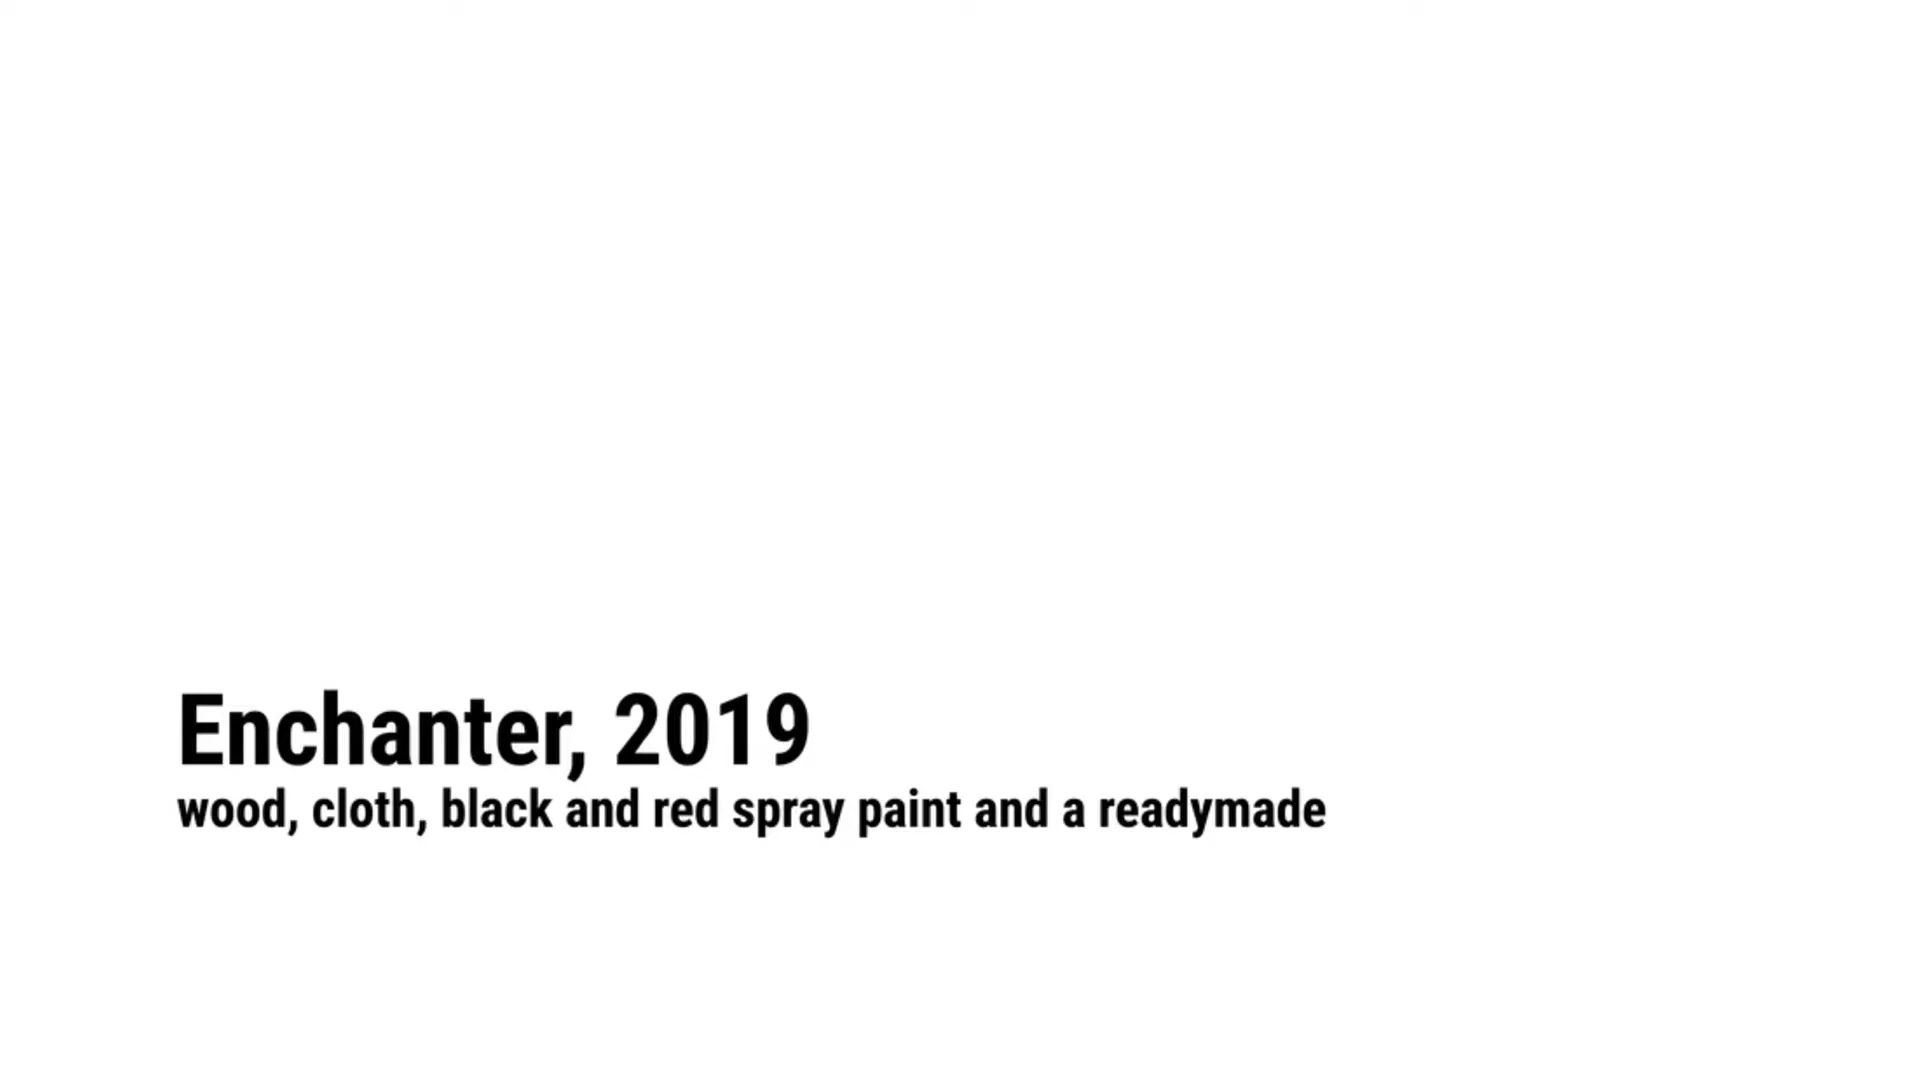 Enchanter, 2019
wood, cloth, black and red spray paint and a readymade